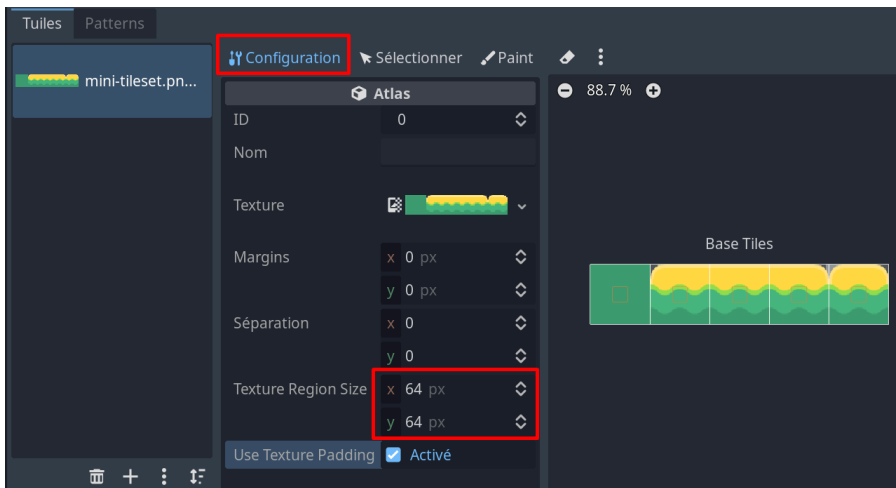 Tuiles Patterns
mini-tileset.pn...
Configuration Sélectionner Paint
88.7 %
Atlas
ID 0
Nom
Texture
Margins x 0 px
y 0 px
Séparation x 0
y 0
Texture Region Size x 64 px
y 64 px
Use Texture Padding Activé
Base Tiles